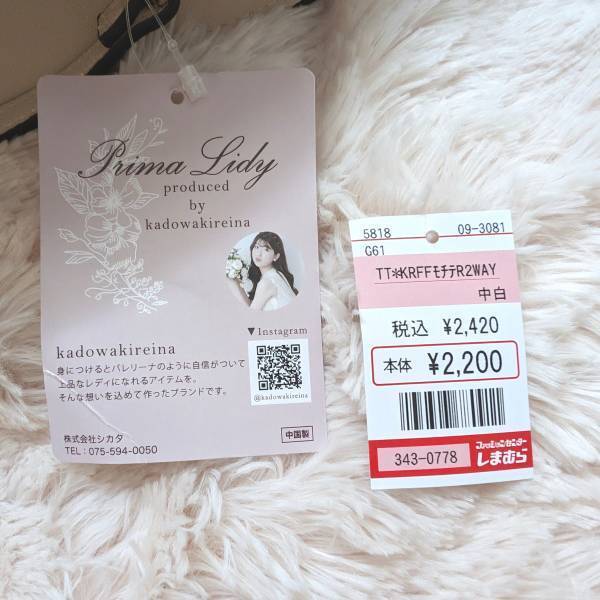 Prima Lidy
produced
by
kadowakireina
▼Instagram
@kadowakireina
kadowakireina
身につけるとバレリーナのように自信がついて
上品なレディになれるアイテムを。
そんな想いを込めて作ったブランドです。
株式会社シカタ
TEL : 075-594-0050
中国製
5818 09-3081
G61
TT*KRFFモチテR2WAY
中白
税込 ¥2,420
本体 ¥2,200
343-0778
ファッションセンター
しまむら